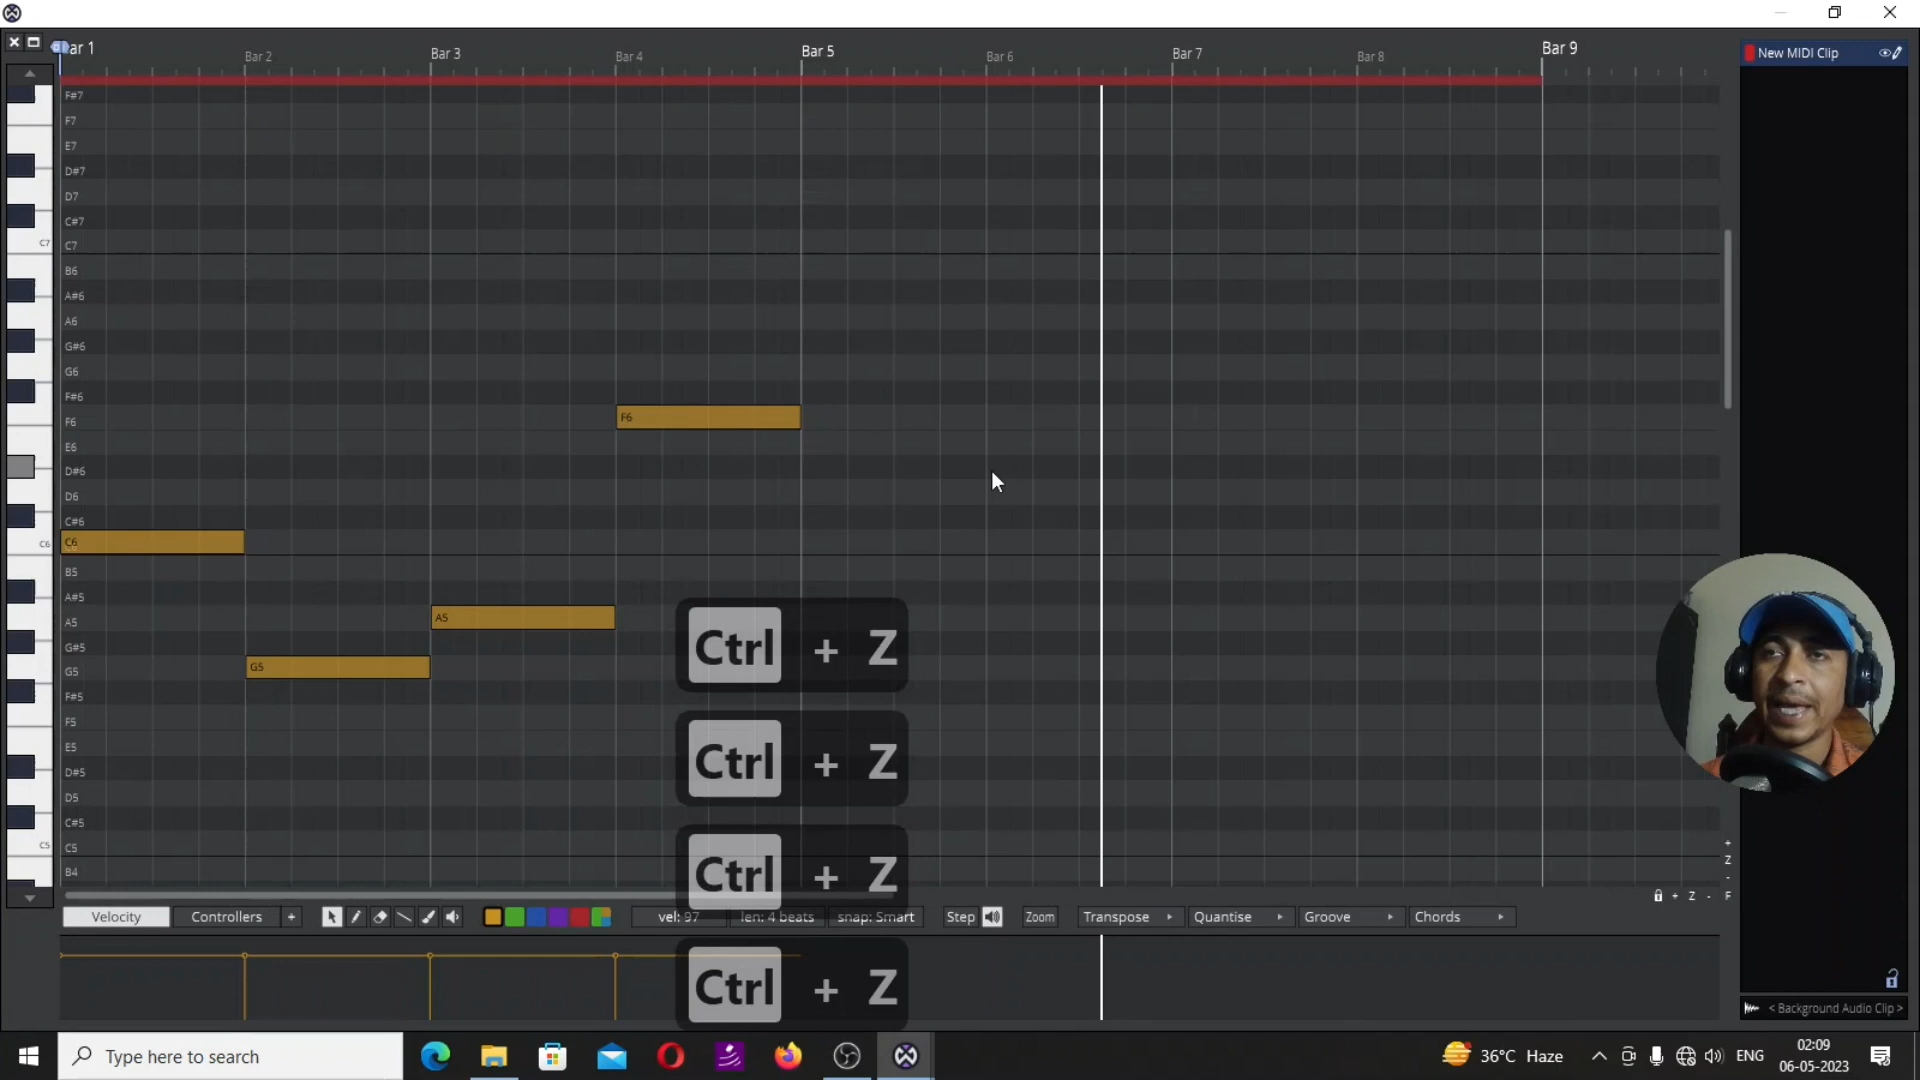 Bar 1
Bar 2
Bar 3
Bar 4
Bar 5
Bar 6
Bar 7
Bar 8
Bar 9
New MIDI Clip
F#7
F7
E7
D#7
D7
C#7
C7
C7
B6
A#6
A6
G#6
G6
F#6
F6
F6
E6
D#6
D6
C#6
C6
C6
B5
A#5
A5
A5
G#5
G5
G5
F#5
F5
E5
D#5
D5
C#5
C5
C5
B4
Ctrl + Z
Ctrl + Z
Ctrl + Z
Ctrl + Z
+
Z
-
+ Z - F
Velocity
Controllers
+
vel: 97
len: 4 beats
snap: Smart
Step
Zoom
Transpose
Quantise
Groove
Chords
< Background Audio Clip >
Type here to search
36°C Haze
ENG
02:09
06-05-2023